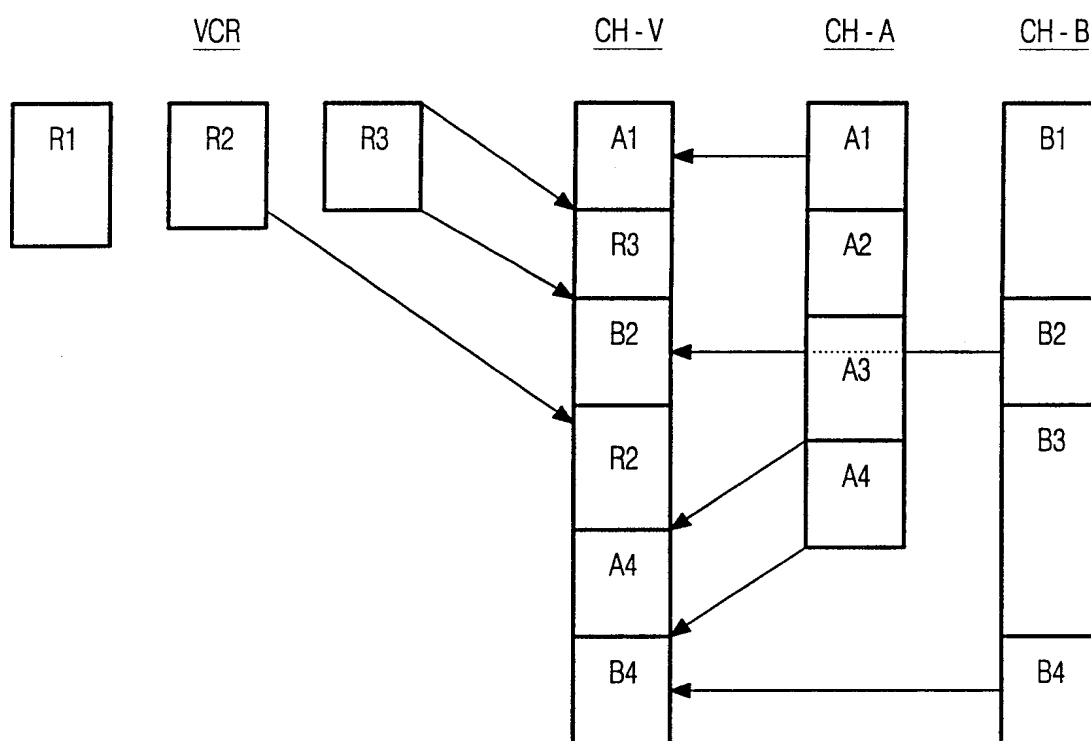 VCR CH - V CH - A CH - B
R1 R2 R3 A1 A1 B1
R3 A2
B2 B2
A3
R2 B3
A4
A4
B4 B4